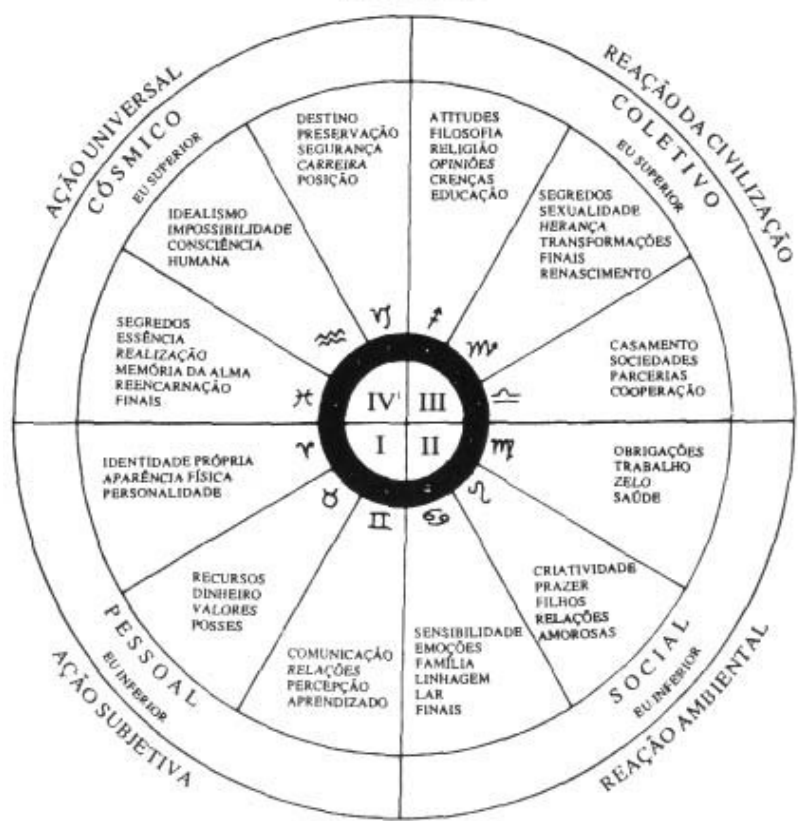 AÇÃO UNIVERSAL
CÓSMICO
EU SUPERIOR
REAÇÃO DA CIVILIZAÇÃO
COLETIVO
EU SUPERIOR
DESTINO
PRESERVAÇÃO
SEGURANÇA
CARREIRA
POSIÇÃO
ATITUDES
FILOSOFIA
RELIGIÃO
OPINIÕES
CRENÇAS
EDUCAÇÃO
IDEALISMO
IMPOSSIBILIDADE
CONSCIÊNCIA
HUMANA
SEGREDOS
SEXUALIDADE
HERANÇA
TRANSFORMAÇÕES
FINAIS
RENASCIMENTO
SEGREDOS
ESSÊNCIA
REALIZAÇÃO
MEMÓRIA DA ALMA
REENCARNAÇÃO
FINAIS
CASAMENTO
SOCIEDADES
PARCERIAS
COOPERAÇÃO
♑ ♐
♒ ♏
♓ IV III ♎
♈ I II ♍
♉ ♌
♊ ♋
IDENTIDADE PRÓPRIA
APARÊNCIA FÍSICA
PERSONALIDADE
OBRIGAÇÕES
TRABALHO
ZELO
SAÚDE
RECURSOS
DINHEIRO
VALORES
POSSES
CRIATIVIDADE
PRAZER
FILHOS
RELAÇÕES
AMOROSAS
COMUNICAÇÃO
RELAÇÕES
PERCEPÇÃO
APRENDIZADO
SENSIBILIDADE
EMOÇÕES
FAMÍLIA
LINHAGEM
LAR
FINAIS
PESSOAL
EU INFERIOR
AÇÃO SUBJETIVA
SOCIAL
EU INFERIOR
REAÇÃO AMBIENTAL